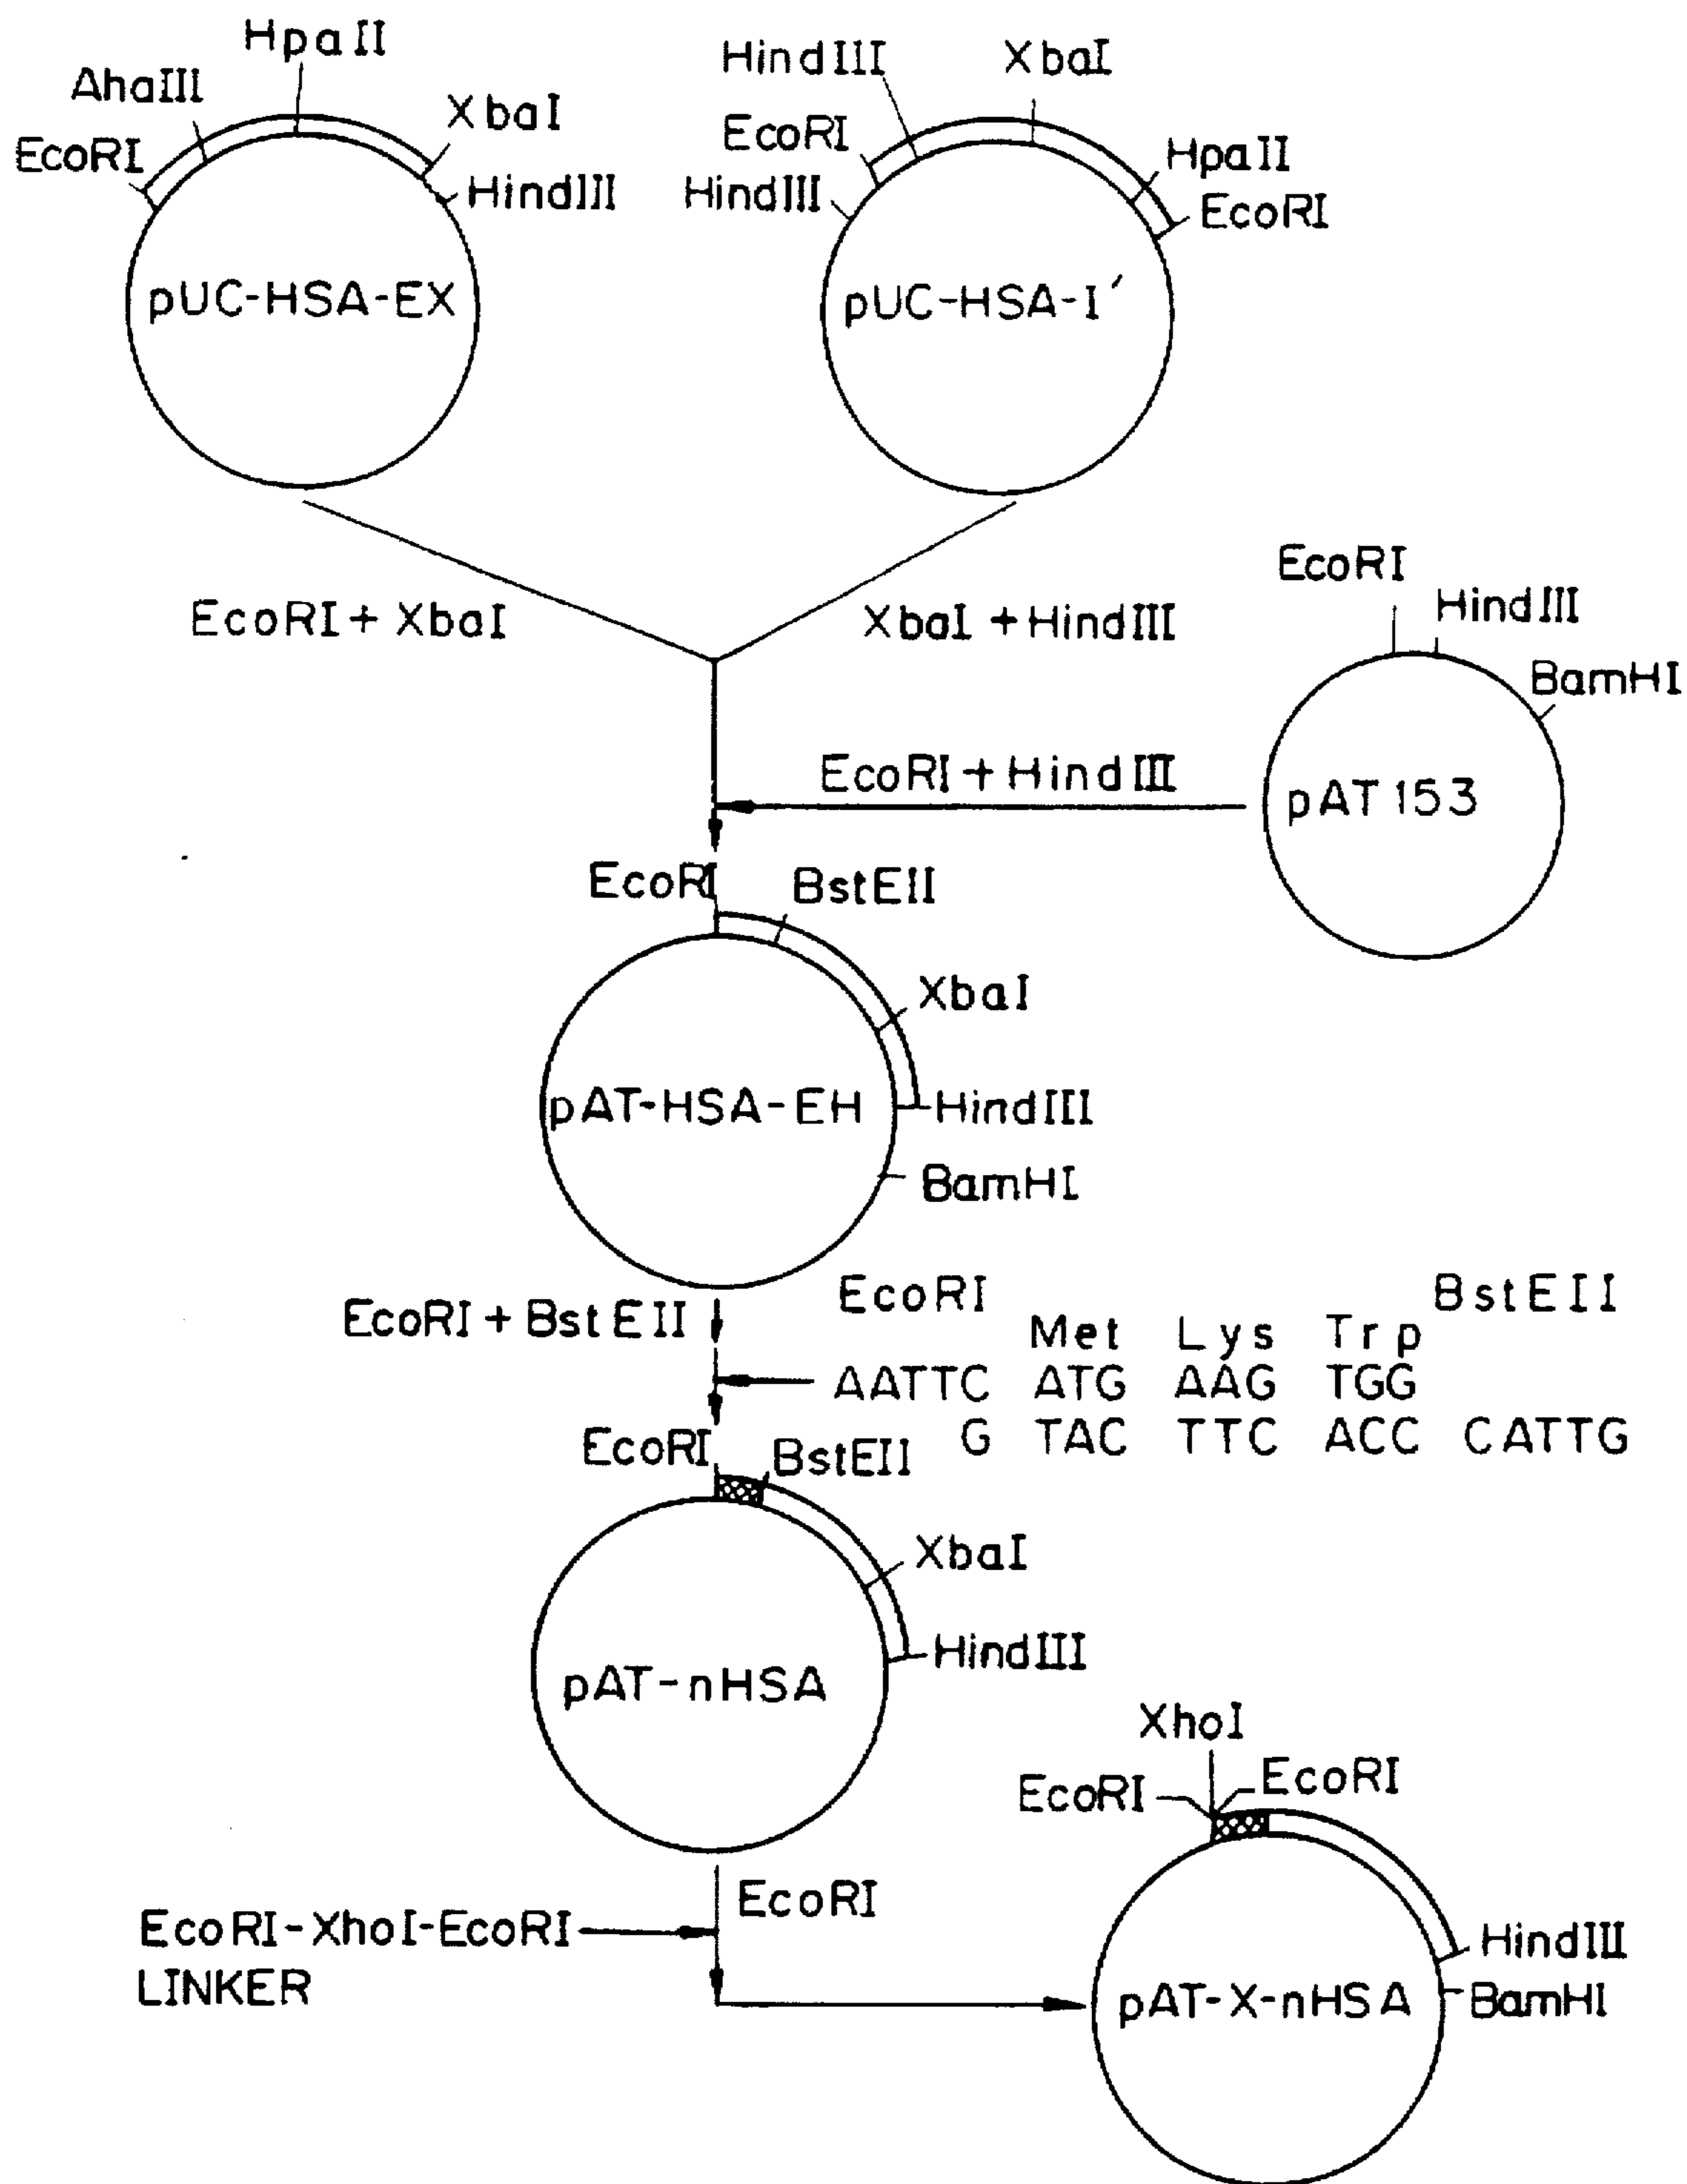 HpaII
AhaIII
XbaI
EcoRI
HindIII
pUC-HSA-EX
HindIII
XbaI
EcoRI
HpaII
HindIII
EcoRI
pUC-HSA-I´
EcoRI + XbaI
XbaI + HindIII
EcoRI
HindIII
BamHI
pAT 153
EcoRI + HindIII
EcoRI
BstEII
XbaI
pAT-HSA-EH
HindIII
BamHI
EcoRI + BstEII
EcoRI
BstEII
Met Lys Trp
AATTC ATG AAG TGG
G TAC TTC ACC CATTG
EcoRI
BstEII
XbaI
HindIII
pAT-nHSA
XhoI
EcoRI
EcoRI
EcoRI
EcoRI-XhoI-EcoRI
LINKER
HindIII
pAT-X-nHSA
BamHI